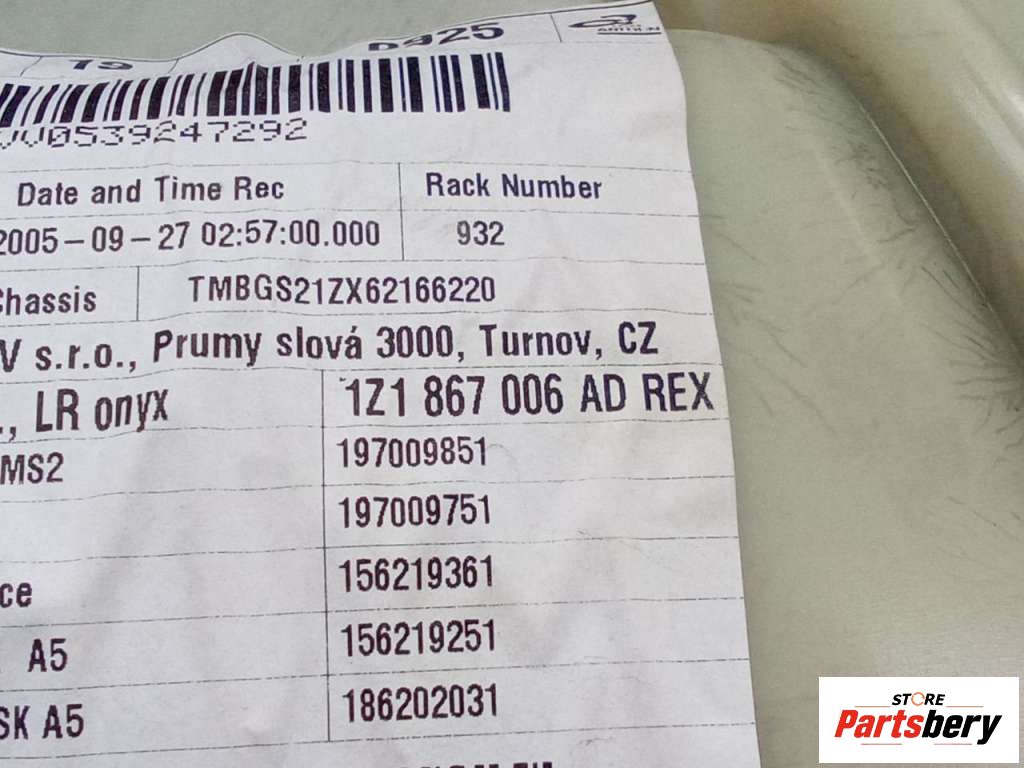 VV0539247292
Date and Time Rec Rack Number
2005-09-27 02:57:00.000 932
Chassis TMBGS21ZX62166220
V s.r.o., Prumy slová 3000, Turnov, CZ
., LR onyx 1Z1 867 006 AD REX
MS2 197009851
197009751
ce 156219361
A5 156219251
SK A5 186202031
STORE
Partsbery